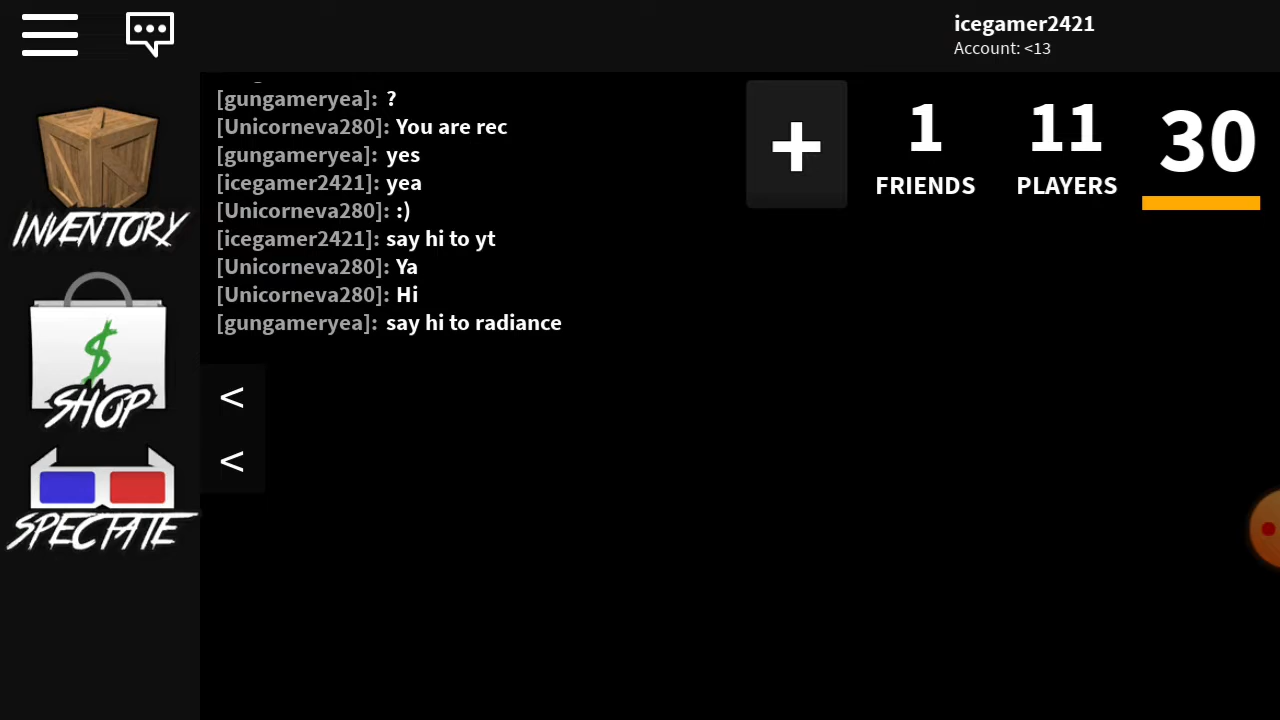 icegamer2421
Account: <13
[gungameryea]: ?
[Unicorneva280]: You are rec
[gungameryea]: yes
[icegamer2421]: yea
[Unicorneva280]: :)
[icegamer2421]: say hi to yt
[Unicorneva280]: Ya
[Unicorneva280]: Hi
[gungameryea]: say hi to radiance
+
1
FRIENDS
11
PLAYERS
30
INVENTORY
$
SHOP
SPECTATE
<
<